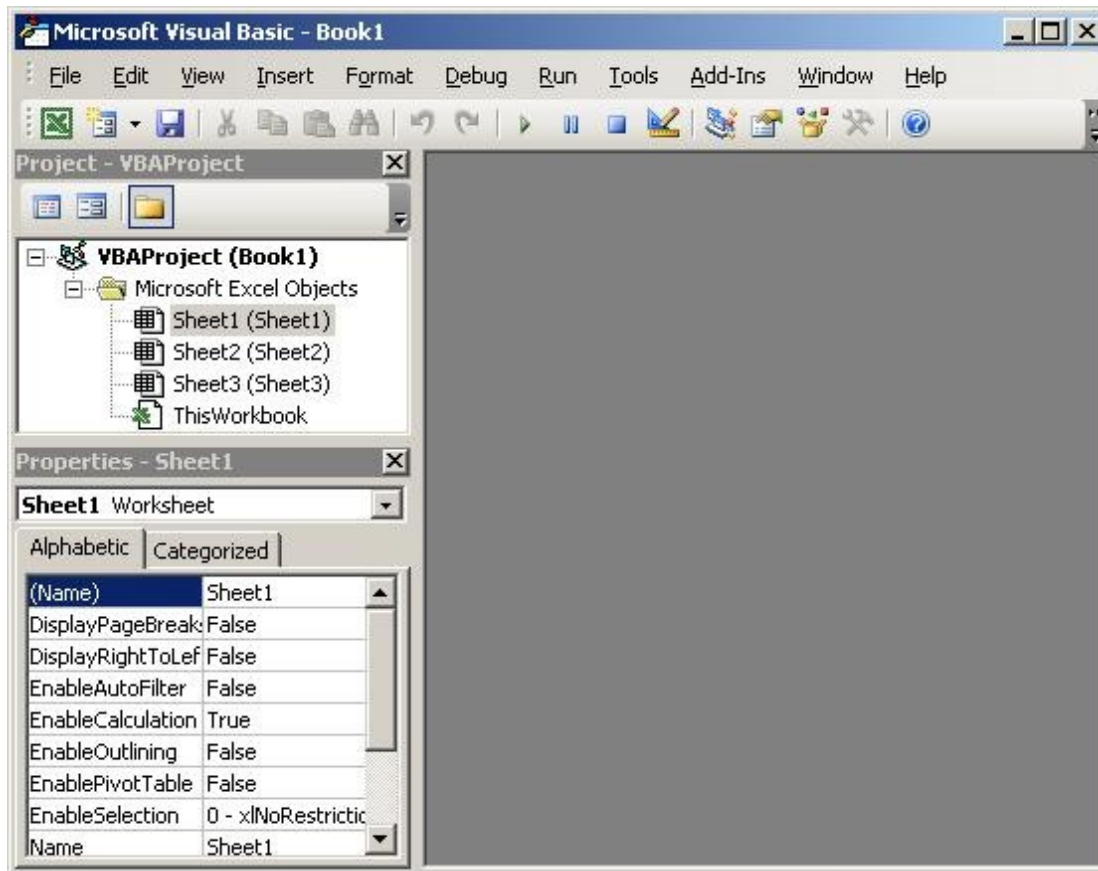 Microsoft Visual Basic - Book1
File Edit View Insert Format Debug Run Tools Add-Ins Window Help
Project - VBAProject
VBAProject (Book1)
Microsoft Excel Objects
Sheet1 (Sheet1)
Sheet2 (Sheet2)
Sheet3 (Sheet3)
ThisWorkbook
Properties - Sheet1
Sheet1 Worksheet
Alphabetic Categorized
(Name) Sheet1
DisplayPageBreak False
DisplayRightToLef False
EnableAutoFilter False
EnableCalculation True
EnableOutlining False
EnablePivotTable False
EnableSelection 0 - xlNoRestrictio
Name Sheet1